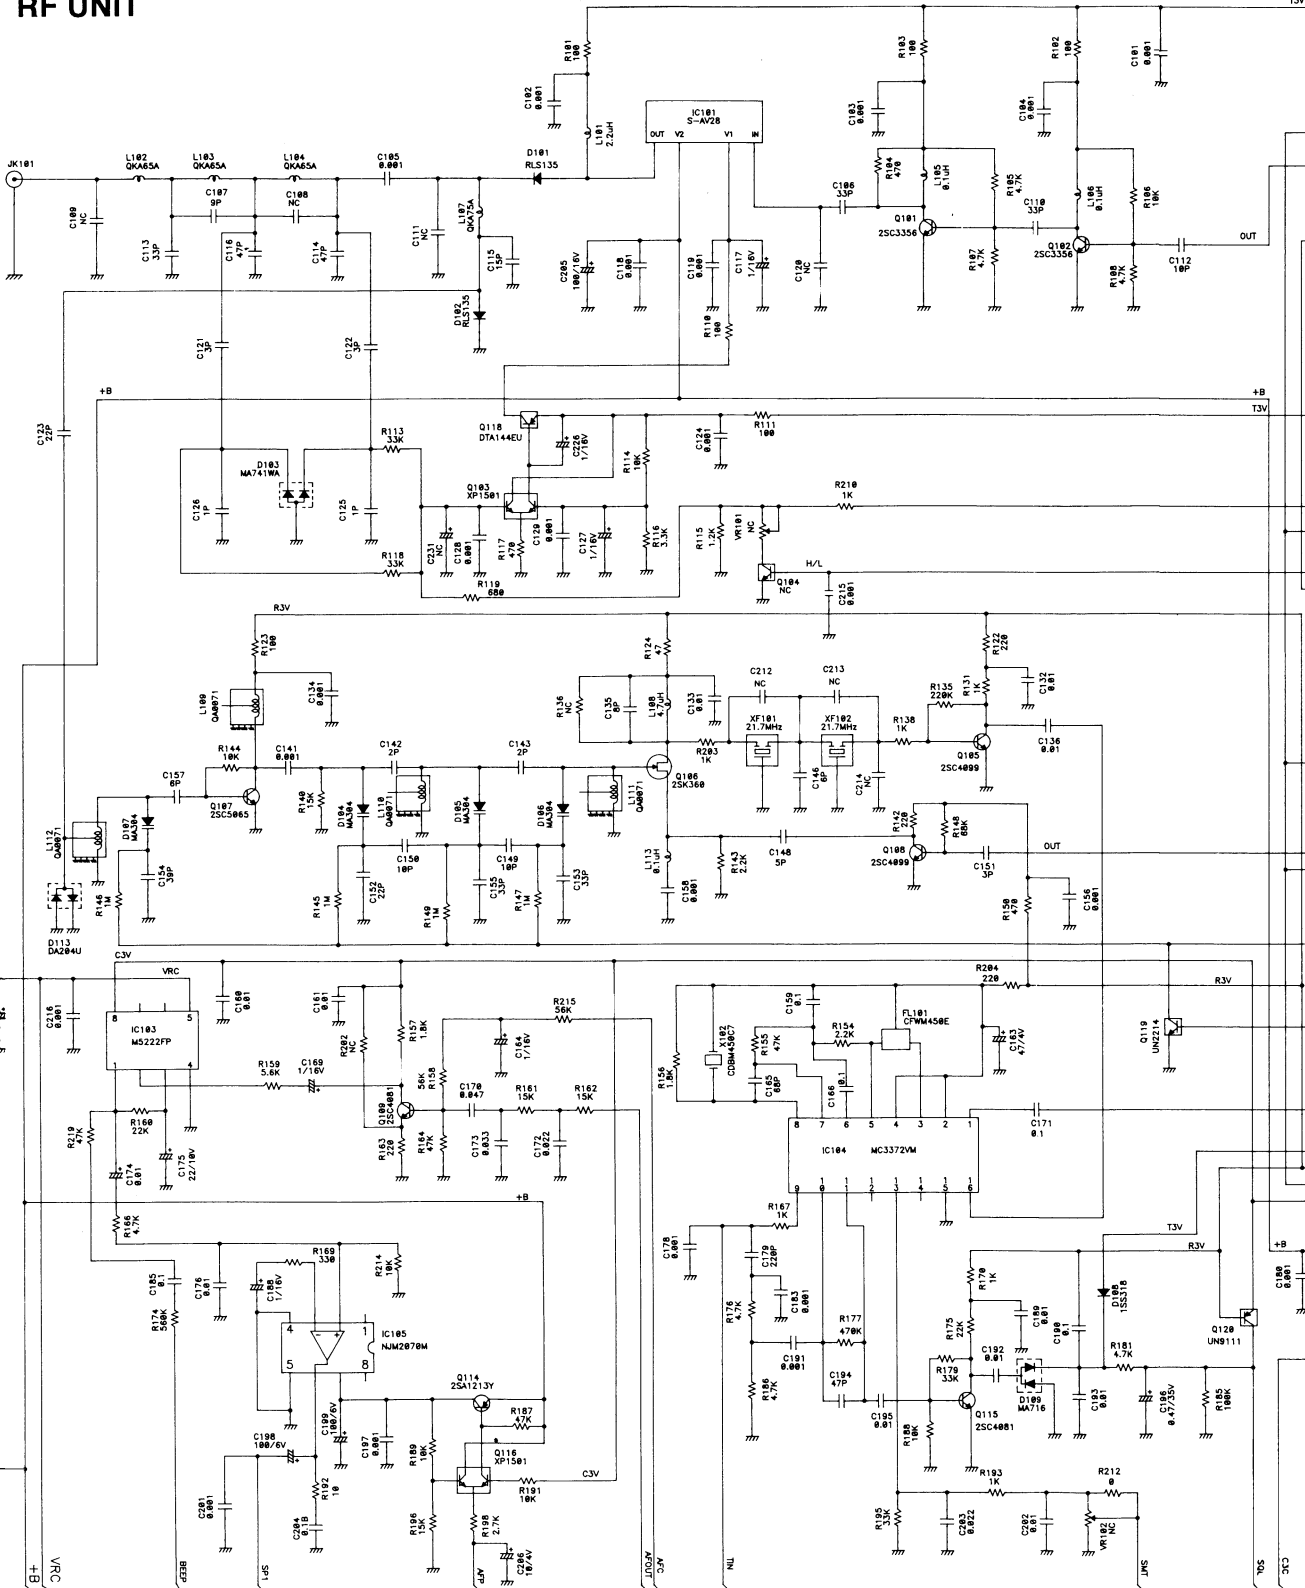 RF UNIT
T3V
R101 100
R103 100
R102 100
C101 0.001
C102 0.001
L101 2.2uH
IC101 S-AV28
OUT V2 V1 IN
C103 0.001
C104 0.001
JK101
L102 QKA65A
L103 QKA65A
L104 QKA65A
C105 0.001
D101 RLS135
R104 470
L105 0.1uH
R105 4.7K
L106 0.1uH
R106 10K
C107 9P
C108 NC
L107 QKA75A
C106 33P
C110 33P
C109 NC
C113 33P
C116 47P
C114 47P
C111 NC
C115 15P
C205 100/16V
C118 0.001
C119 0.001
C117 1/16V
C120 NC
Q101 2SC3356
R107 4.7K
Q102 2SC3356
R108 4.7K
C112 10P
OUT
D102 RLS135
R110 100
C121 3P
C122 3P
+B
+B
T3V
C123 22P
Q118 DTA144EU
C226 1/16V
R114 10K
C124 0.001
R111 100
R113 33K
D103 MA741WA
Q103 XP1501
R210 1K
C126 1P
C125 1P
C231 NC
C128 0.001
R117 470
C129 0.001
C127 1/16V
R116 3.3K
R115 1.2K
VR101 NC
R118 33K
H/L
Q104 NC
C215 0.001
R119 680
R3V
R123 100
R124 47
R122 220
L109 QA0071
C134 0.001
R136 NC
C135 8P
L108 4.7uH
C133 0.01
C212 NC
C213 NC
R135 220K
R131 1K
C132 0.01
R144 10K
C141 0.001
C142 2P
C143 2P
XF101 21.7MHz
XF102 21.7MHz
R138 1K
C136 0.01
R203 1K
C157 6P
Q107 2SC5065
R140 15K
D104 MA304
L110 QA0071
D105 MA304
D106 MA304
L111 QA0071
Q106 2SK360
C146 6P
C214 NC
Q105 2SC4099
L112 QA0071
D107 MA304
C154 39P
R146 1M
C150 10P
C149 10P
R145 1M
C152 22P
R149 1M
C155 33P
R147 1M
C153 33P
L113 0.1uH
C158 0.001
R143 2.2K
C148 5P
R142 220
R148 68K
Q108 2SC4099
C151 3P
OUT
R150 470
C156 0.001
D113 DA204U
C3V
VRC
R204 220
R3V
C216 0.001
8 5
IC103 M5222FP
1 4
C160 0.01
C161 0.01
R202 NC
R157 1.8K
C164 1/16V
R215 56K
C159 0.1
R154 2.2K
FL101 CFWM450E
C163 47/4V
Q119 UN2214
X102 CDBM450C7
R155 47K
R156 1.8K
C165 68P
C166 0.1
R159 5.6K
C169 1/16V
R158 56K
C170 0.047
R161 15K
R162 15K
Q109 2SC4081
R219 47K
R160 22K
C174 0.01
C175 22/10V
R163 220
R164 47K
C173 0.033
C172 0.022
8 7 6 5 4 3 2 1
IC104 MC3372VM
9 10 11 12 13 14 15 16
C171 0.1
+B
R166 4.7K
R167 1K
C178 0.001
C179 220P
T3V
R3V
+B
C185 0.1
C176 0.01
C188 1/16V
R169 330
R214 10K
R174 560K
R176 4.7K
C183 0.001
R170 1K
R175 22K
C189 0.01
C190 0.1
D108 1SS318
C180 0.001
4 1
5 8
IC105 NJM2070M
R177 470K
C191 0.001
C194 47P
R186 4.7K
C195 0.01
R179 33K
C192 0.01
D109 MA716
R181 4.7K
Q120 UN9111
Q114 2SA1213Y
R187 47K
C199 100/6V
C197 0.001
R189 10K
Q116 XP1501
C3V
R191 10K
R188 10K
Q115 2SC4081
C193 0.01
C196 0.47/35V
R185 100K
C198 100/6V
R192 10
C201 0.001
C204 0.1B
R196 15K
R198 2.7K
C206 10/4V
R193 1K
R212 0
R195 33K
C203 0.022
C202 0.01
VR102 NC
+B
VRC
BEEP
SP1
AFP
AFOUT
AFC
TIN
SMT
SQL
C3C